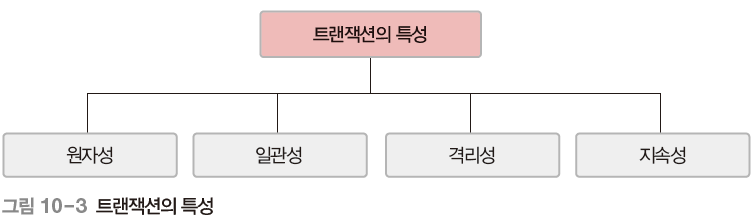 트랜잭션의 특성
원자성 일관성 격리성 지속성
그림 10-3 트랜잭션의 특성